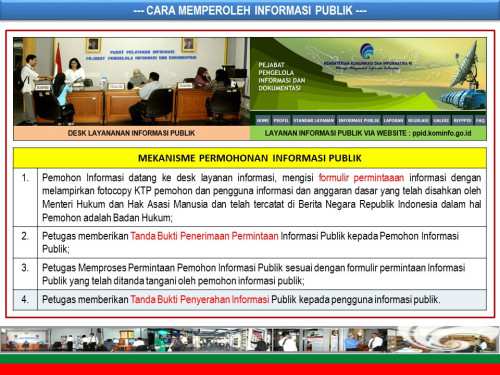 --- CARA MEMPEROLEH INFORMASI PUBLIK ---
PUSAT PELAYANAN INFORMASI
PEJABAT PENGELOLA INFORMASI DAN DOKUMENTASI
PEJABAT
PENGELOLA
INFORMASI DAN
DOKUMENTASI
KEMENTERIAN KOMUNIKASI DAN INFORMATIKA RI
HOME PROFIL STANDAR LAYANAN INFORMASI PUBLIK LAPORAN REGULASI GALERI FAQ
DESK LAYANANAN INFORMASI PUBLIK
LAYANAN INFORMASI PUBLIK VIA WEBSITE : ppid.kominfo.go.id
MEKANISME PERMOHONAN INFORMASI PUBLIK
1. Pemohon Informasi datang ke desk layanan informasi, mengisi formulir permintaaan informasi dengan
melampirkan fotocopy KTP pemohon dan pengguna informasi dan anggaran dasar yang telah disahkan oleh
Menteri Hukum dan Hak Asasi Manusia dan telah tercatat di Berita Negara Republik Indonesia dalam hal
Pemohon adalah Badan Hukum;
2. Petugas memberikan Tanda Bukti Penerimaan Permintaan Informasi Publik kepada Pemohon Informasi
Publik;
3. Petugas Memproses Permintaan Pemohon Informasi Publik sesuai dengan formulir permintaan Informasi
Publik yang telah ditanda tangani oleh pemohon informasi publik;
4. Petugas memberikan Tanda Bukti Penyerahan Informasi Publik kepada pengguna informasi publik.